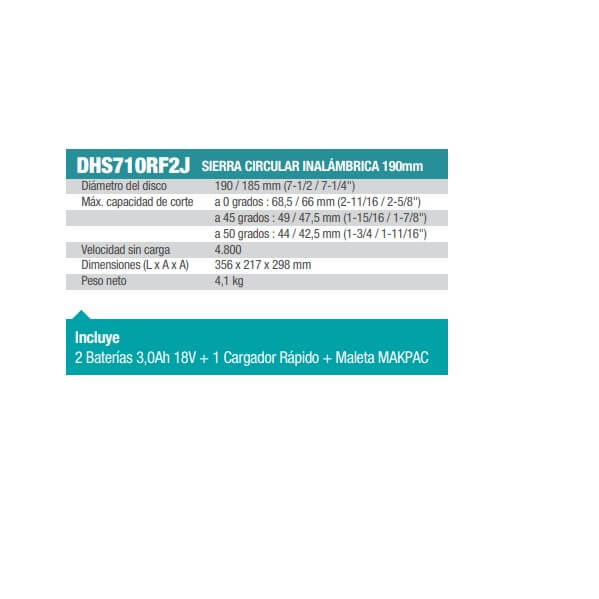 DHS710RF2J SIERRA CIRCULAR INALÁMBRICA 190mm
Diámetro del disco 190 / 185 mm (7-1/2 / 7-1/4")
Máx. capacidad de corte a 0 grados : 68,5 / 66 mm (2-11/16 / 2-5/8")
a 45 grados : 49 / 47,5 mm (1-15/16 / 1-7/8")
a 50 grados : 44 / 42,5 mm (1-3/4 / 1-11/16")
Velocidad sin carga 4.800
Dimensiones (L x A x A) 356 x 217 x 298 mm
Peso neto 4,1 kg
Incluye
2 Baterías 3,0Ah 18V + 1 Cargador Rápido + Maleta MAKPAC